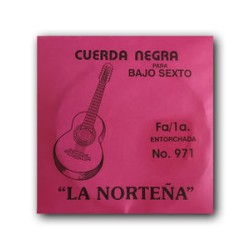 CUERDA NEGRA
PARA
BAJO SEXTO
Fa/1a.
ENTORCHADA
No. 971
"LA NORTEÑA"